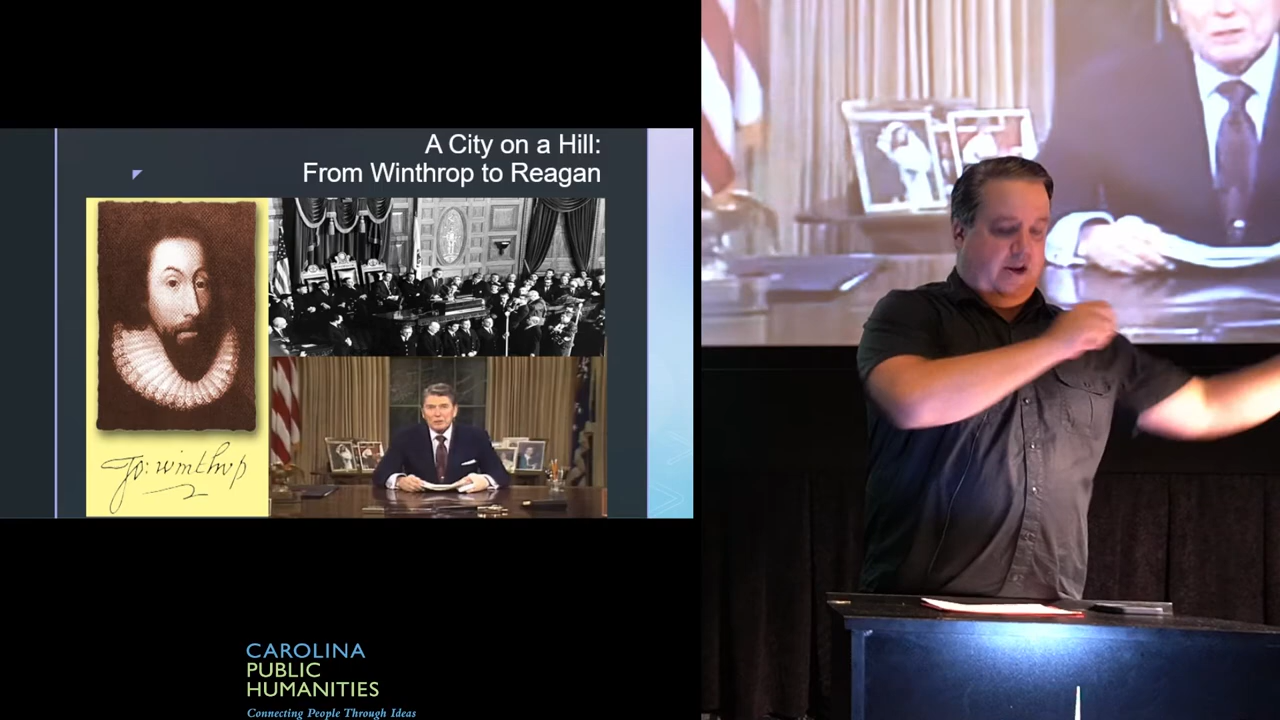 A City on a Hill:
From Winthrop to Reagan
Jo: winthrop
CAROLINA
PUBLIC
HUMANITIES
Connecting People Through Ideas